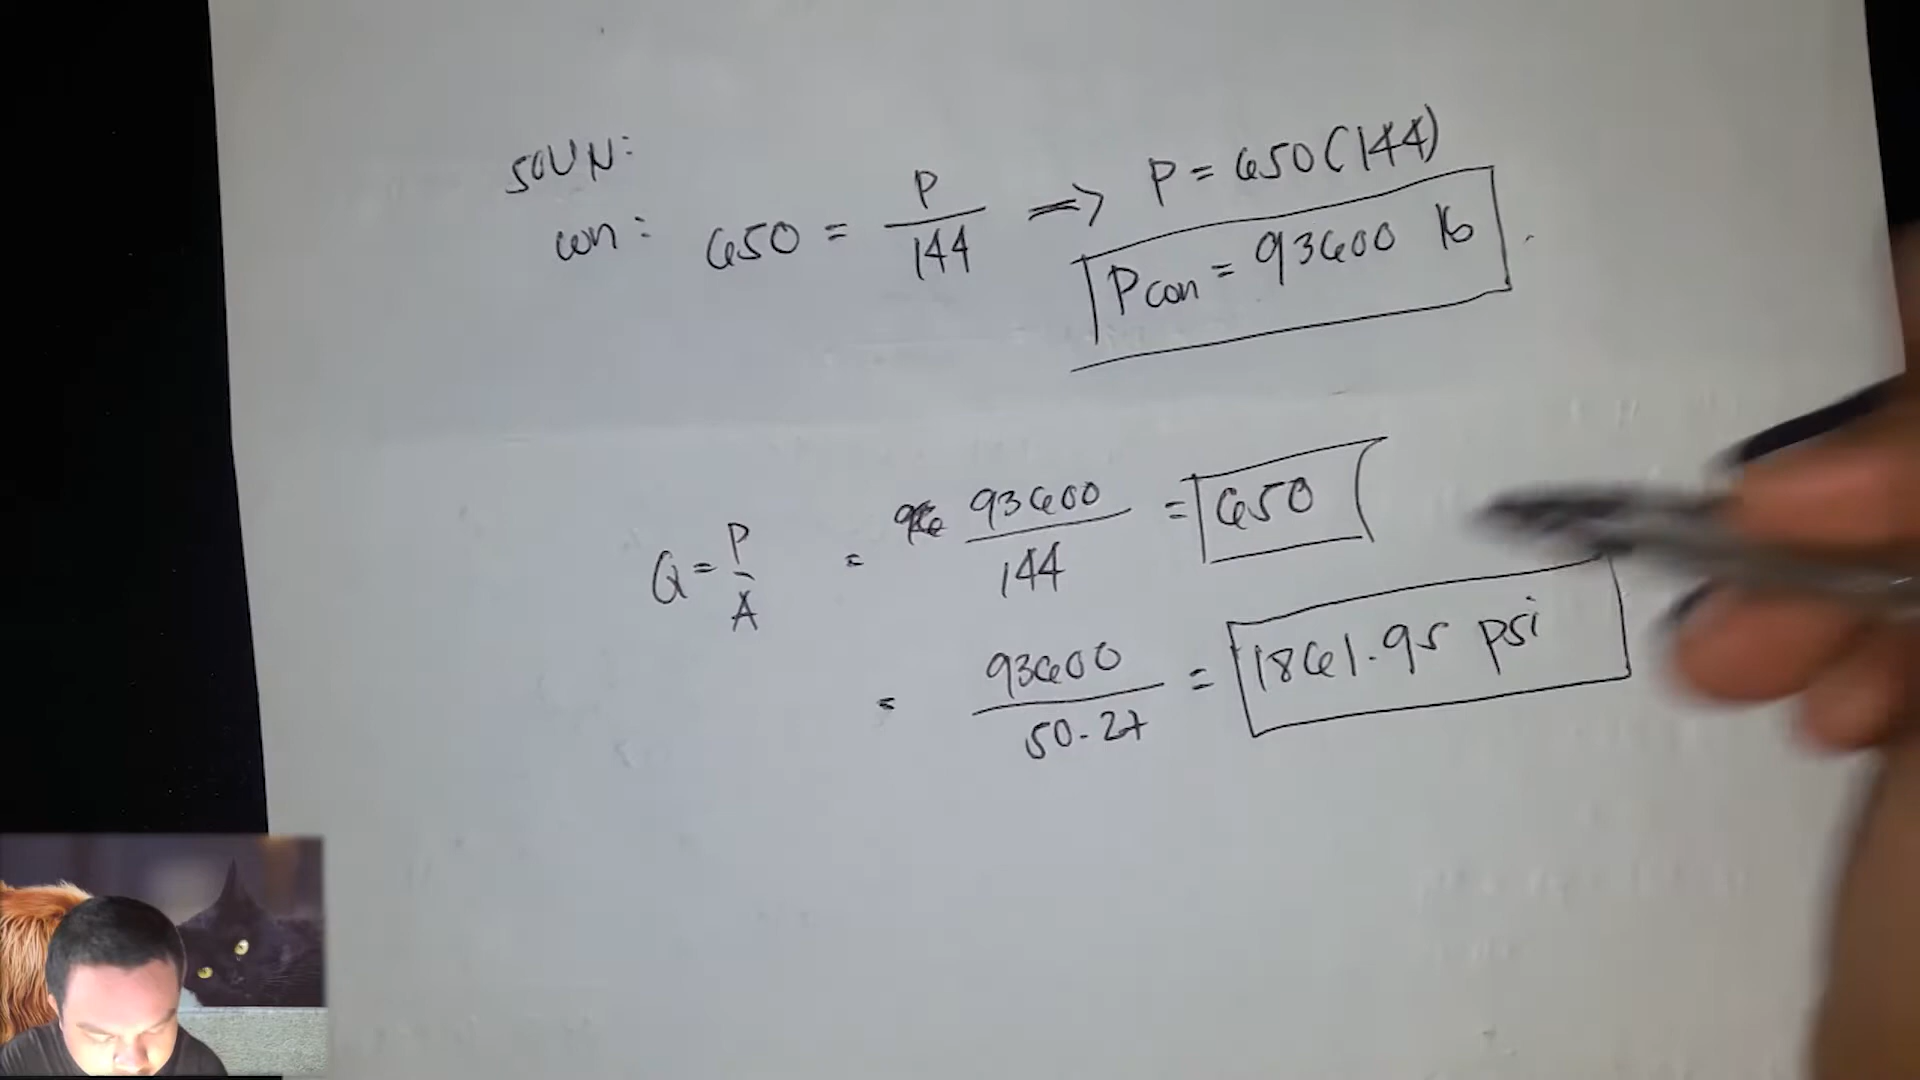 SOLN:
con: 650 = P/144 => P = 650(144)
Pcon = 93600 lb
Q = P/A = 93600/144 = 650
= 93600/50.27 = 1861.95 psi